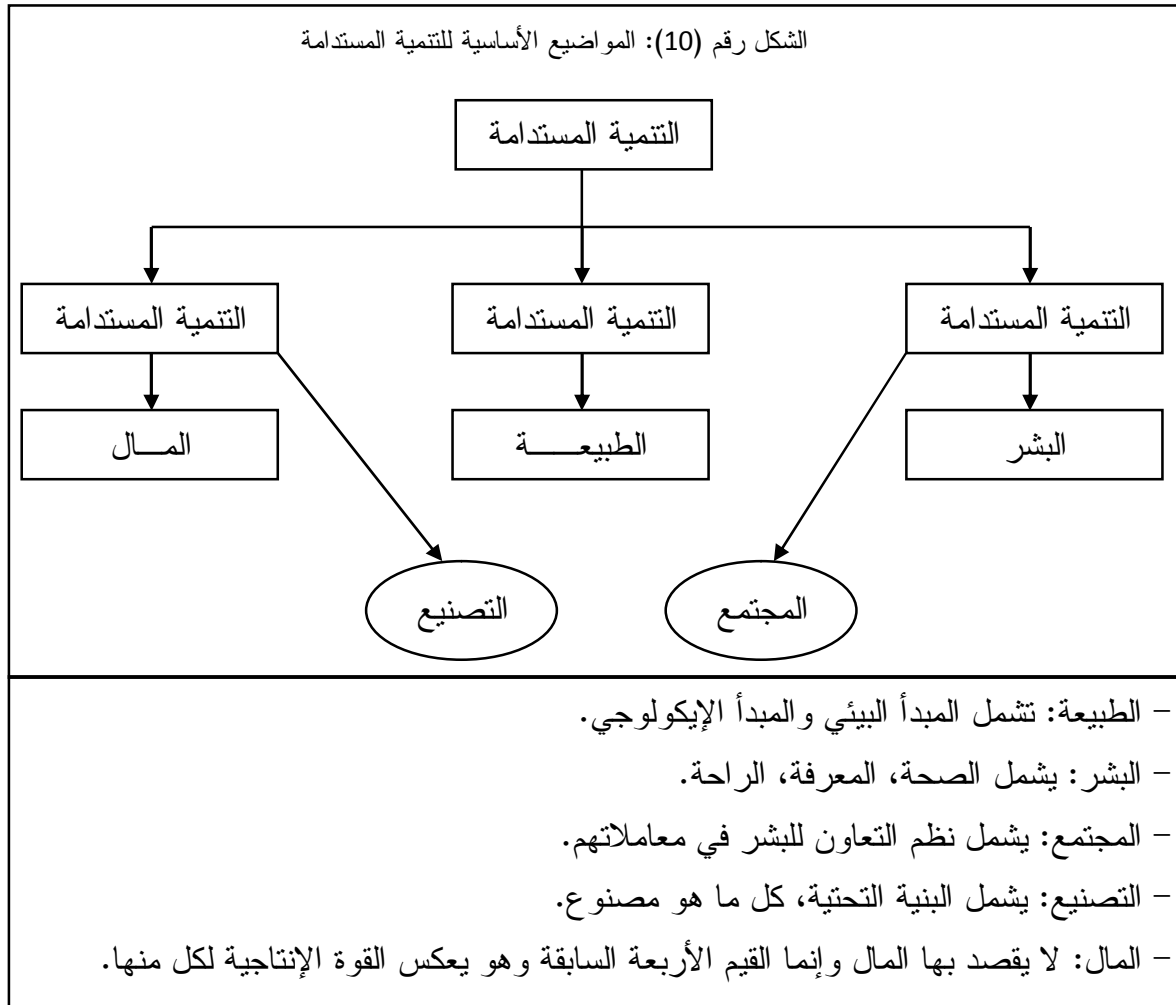 الشكل رقم (10): المواضيع الأساسية للتنمية المستدامة
التنمية المستدامة
التنمية المستدامة
التنمية المستدامة
التنمية المستدامة
البشر
الطبيعـــــة
المـــال
المجتمع
التصنيع
- الطبيعة: تشمل المبدأ البيئي والمبدأ الإيكولوجي.
- البشر: يشمل الصحة، المعرفة، الراحة.
- المجتمع: يشمل نظم التعاون للبشر في معاملاتهم.
- التصنيع: يشمل البنية التحتية، كل ما هو مصنوع.
- المال: لا يقصد بها المال وإنما القيم الأربعة السابقة وهو يعكس القوة الإنتاجية لكل منها.